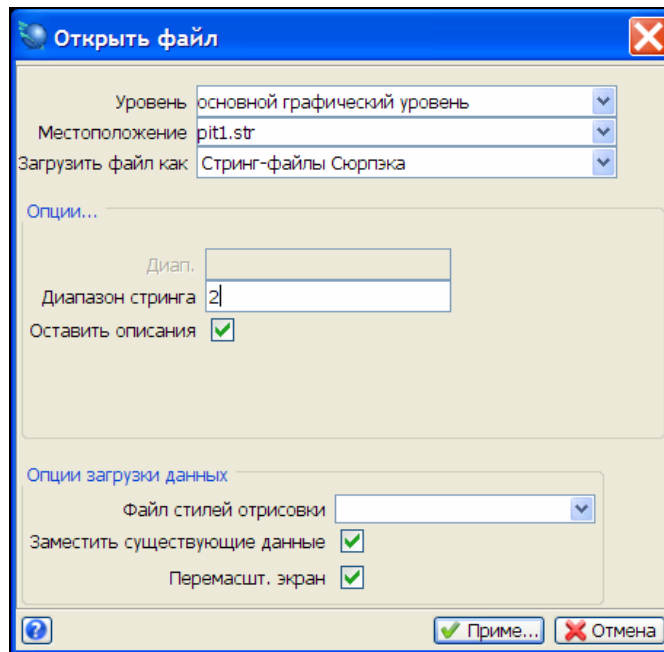 Открыть файл
Уровень основной графический уровень
Местоположение pit1.str
Загрузить файл как Стринг-файлы Сюрпэка
Опции...
Диап.
Диапазон стринга 2
Оставить описания
Опции загрузки данных
Файл стилей отрисовки
Заместить существующие данные
Перемасшт. экран
? Приме... Отмена